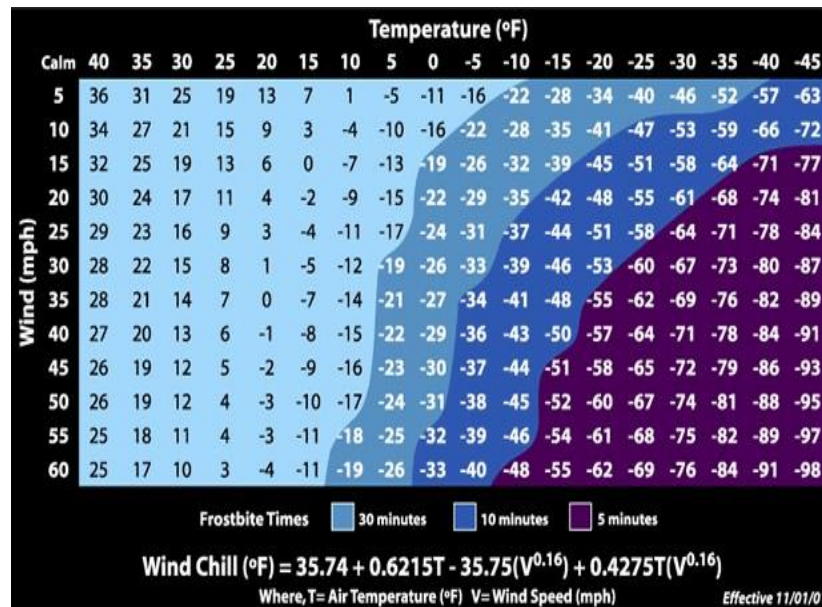 Temperature (ºF)
Calm 40 35 30 25 20 15 10 5 0 -5 -10 -15 -20 -25 -30 -35 -40 -45
5 36 31 25 19 13 7 1 -5 -11 -16 -22 -28 -34 -40 -46 -52 -57 -63
10 34 27 21 15 9 3 -4 -10 -16 -22 -28 -35 -41 -47 -53 -59 -66 -72
15 32 25 19 13 6 0 -7 -13 -19 -26 -32 -39 -45 -51 -58 -64 -71 -77
20 30 24 17 11 4 -2 -9 -15 -22 -29 -35 -42 -48 -55 -61 -68 -74 -81
25 29 23 16 9 3 -4 -11 -17 -24 -31 -37 -44 -51 -58 -64 -71 -78 -84
Wind (mph)
30 28 22 15 8 1 -5 -12 -19 -26 -33 -39 -46 -53 -60 -67 -73 -80 -87
35 28 21 14 7 0 -7 -14 -21 -27 -34 -41 -48 -55 -62 -69 -76 -82 -89
40 27 20 13 6 -1 -8 -15 -22 -29 -36 -43 -50 -57 -64 -71 -78 -84 -91
45 26 19 12 5 -2 -9 -16 -23 -30 -37 -44 -51 -58 -65 -72 -79 -86 -93
50 26 19 12 4 -3 -10 -17 -24 -31 -38 -45 -52 -60 -67 -74 -81 -88 -95
55 25 18 11 4 -3 -11 -18 -25 -32 -39 -46 -54 -61 -68 -75 -82 -89 -97
60 25 17 10 3 -4 -11 -19 -26 -33 -40 -48 -55 -62 -69 -76 -84 -91 -98
Frostbite Times 30 minutes 10 minutes 5 minutes
Wind Chill (ºF) = 35.74 + 0.6215T - 35.75(V^0.16) + 0.4275T(V^0.16)
Where, T= Air Temperature (ºF) V= Wind Speed (mph) Effective 11/01/0